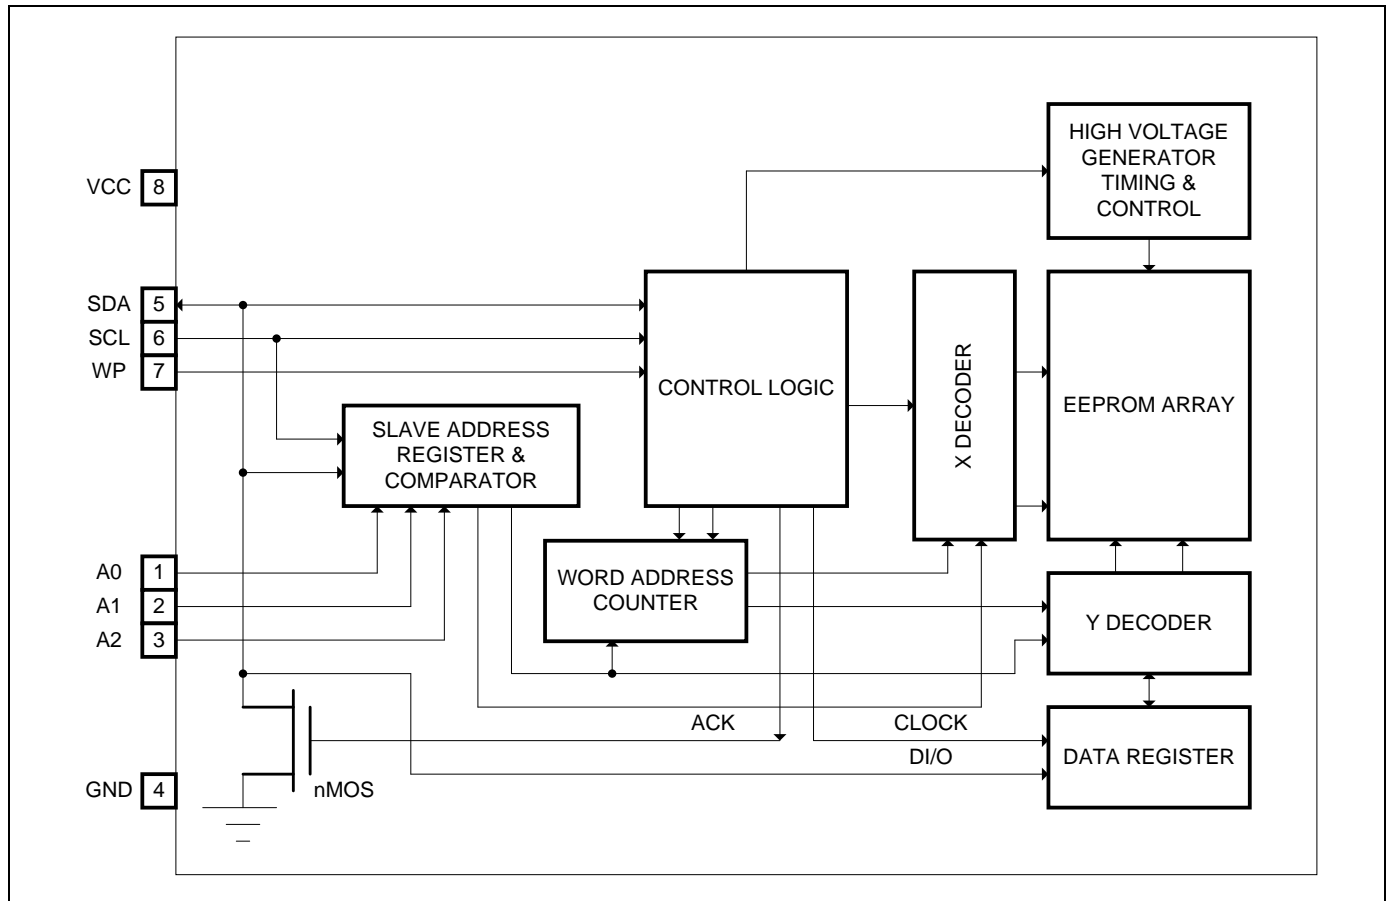 HIGH VOLTAGE
GENERATOR
TIMING &
CONTROL
VCC 8
SDA 5
SCL 6
WP 7
CONTROL LOGIC
X DECODER
EEPROM ARRAY
SLAVE ADDRESS
REGISTER &
COMPARATOR
A0 1
A1 2
A2 3
WORD ADDRESS
COUNTER
Y DECODER
ACK
CLOCK
DI/O
DATA REGISTER
GND 4
nMOS